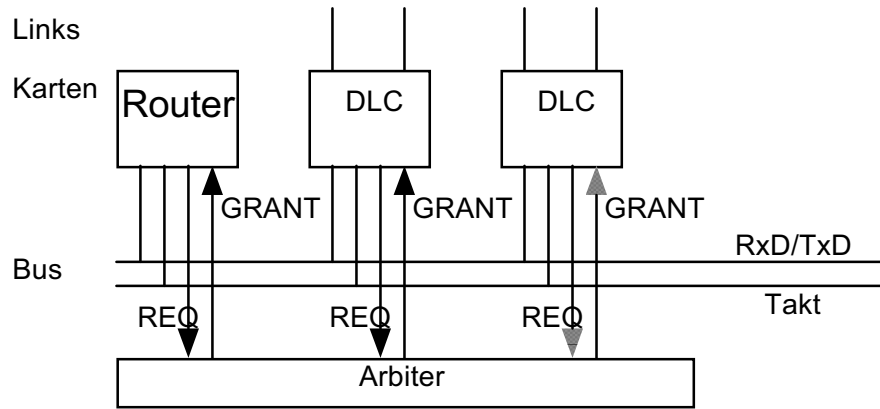 Links
Karten
Router
DLC
DLC
GRANT
GRANT
GRANT
RxD/TxD
Bus
Takt
REQ
REQ
REQ
Arbiter